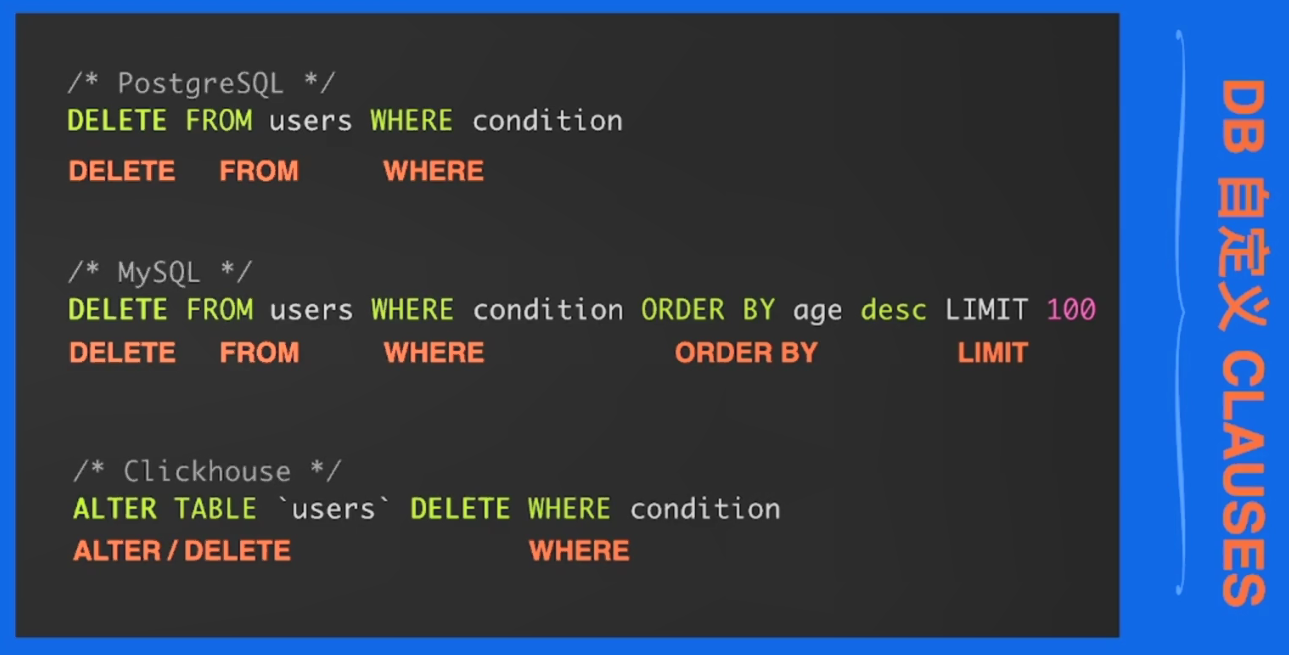 /* PostgreSQL */
DELETE FROM users WHERE condition
DELETE FROM WHERE
/* MySQL */
DELETE FROM users WHERE condition ORDER BY age desc LIMIT 100
DELETE FROM WHERE ORDER BY LIMIT
/* Clickhouse */
ALTER TABLE `users` DELETE WHERE condition
ALTER / DELETE WHERE
DB 自定义 CLAUSES